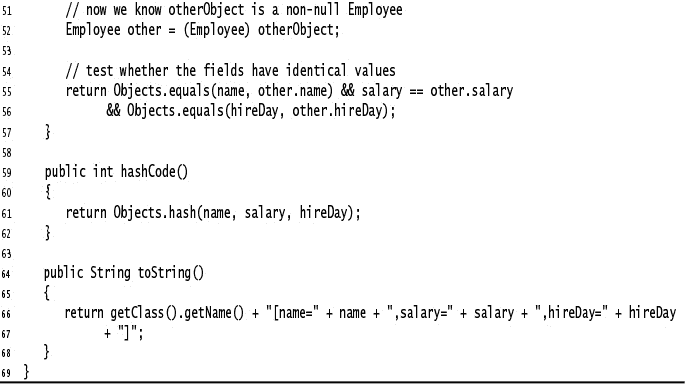 51 // now we know otherObject is a non-null Employee
52 Employee other = (Employee) otherObject;
53
54 // test whether the fields have identical values
55 return Objects.equals(name, other.name) && salary == other.salary
56 && Objects.equals(hireDay, other.hireDay);
57 }
58
59 public int hashCode()
60 {
61 return Objects.hash(name, salary, hireDay);
62 }
63
64 public String toString()
65 {
66 return getClass().getName() + "[name=" + name + ",salary=" + salary + ",hireDay=" + hireDay
67 + "]";
68 }
69 }